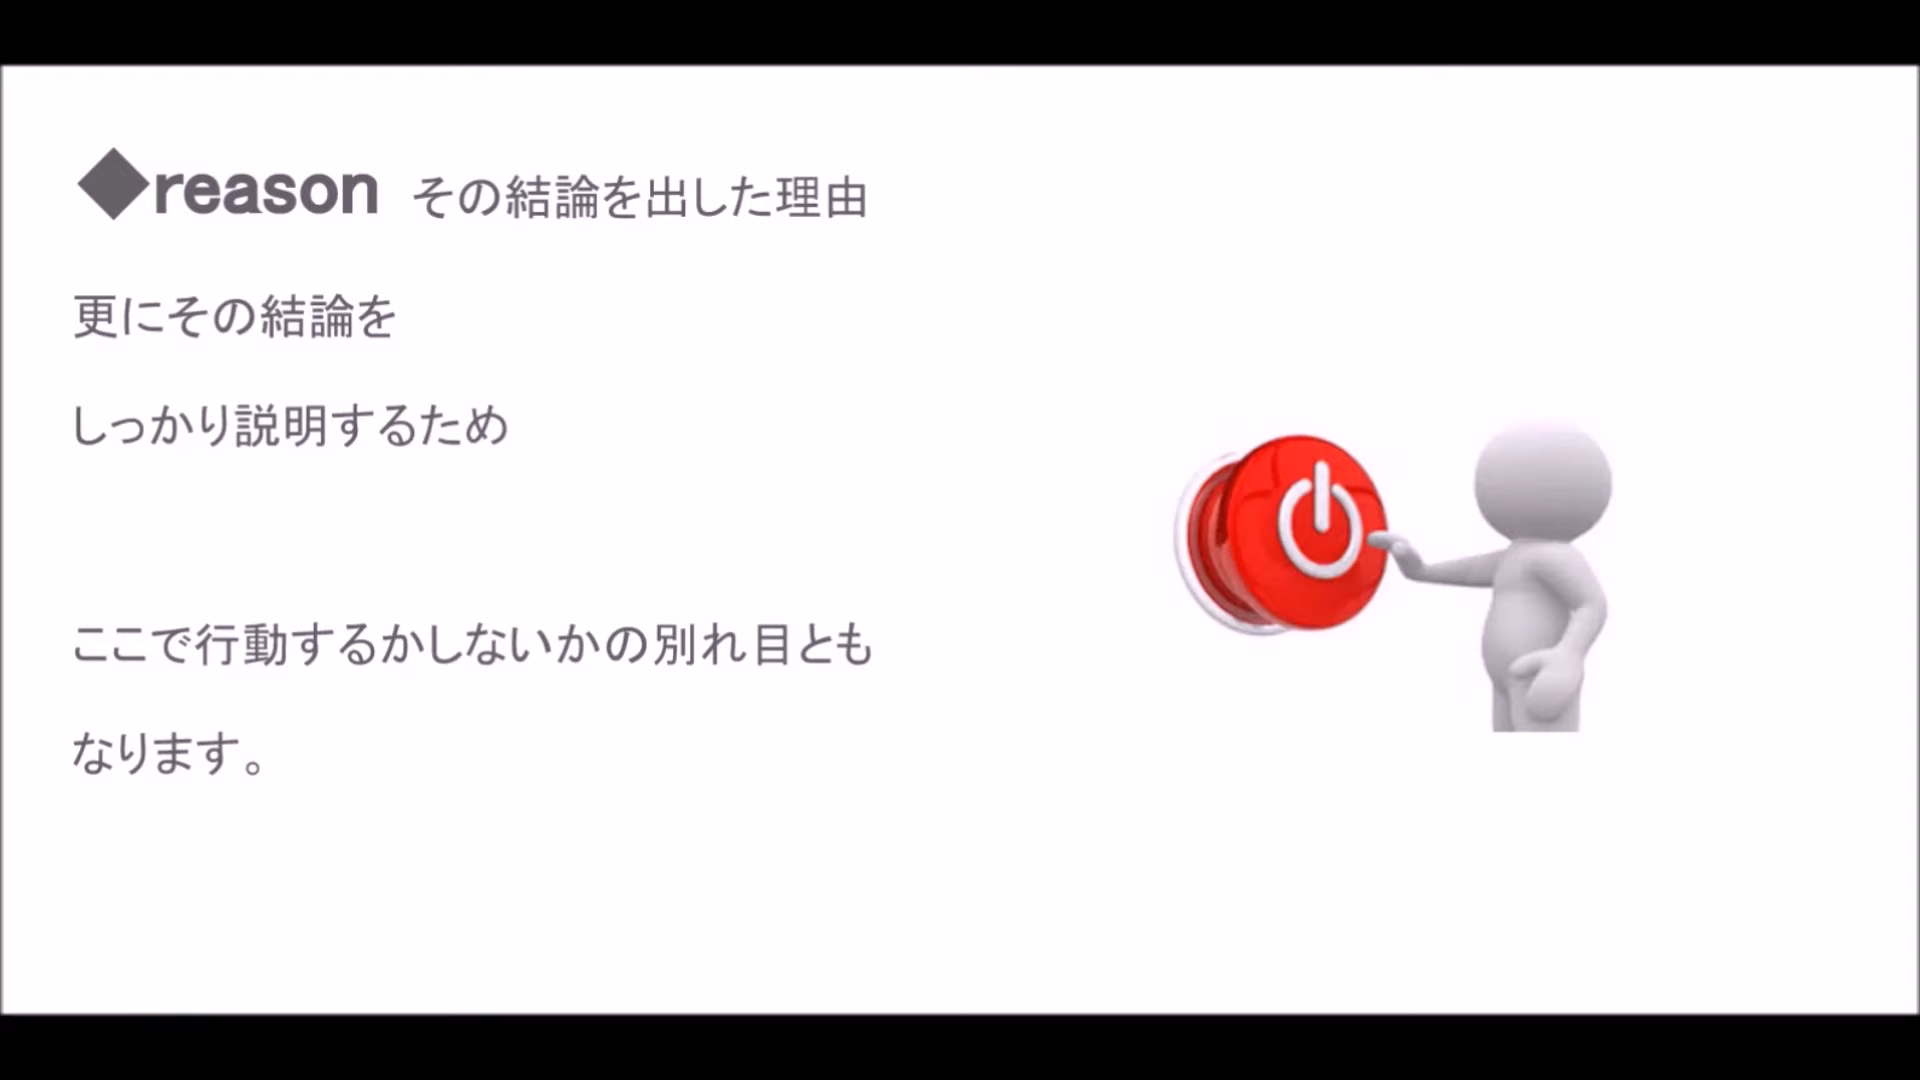 ◆reason その結論を出した理由
更にその結論を
しっかり説明するため
ここで行動するかしないかの別れ目とも
なります。